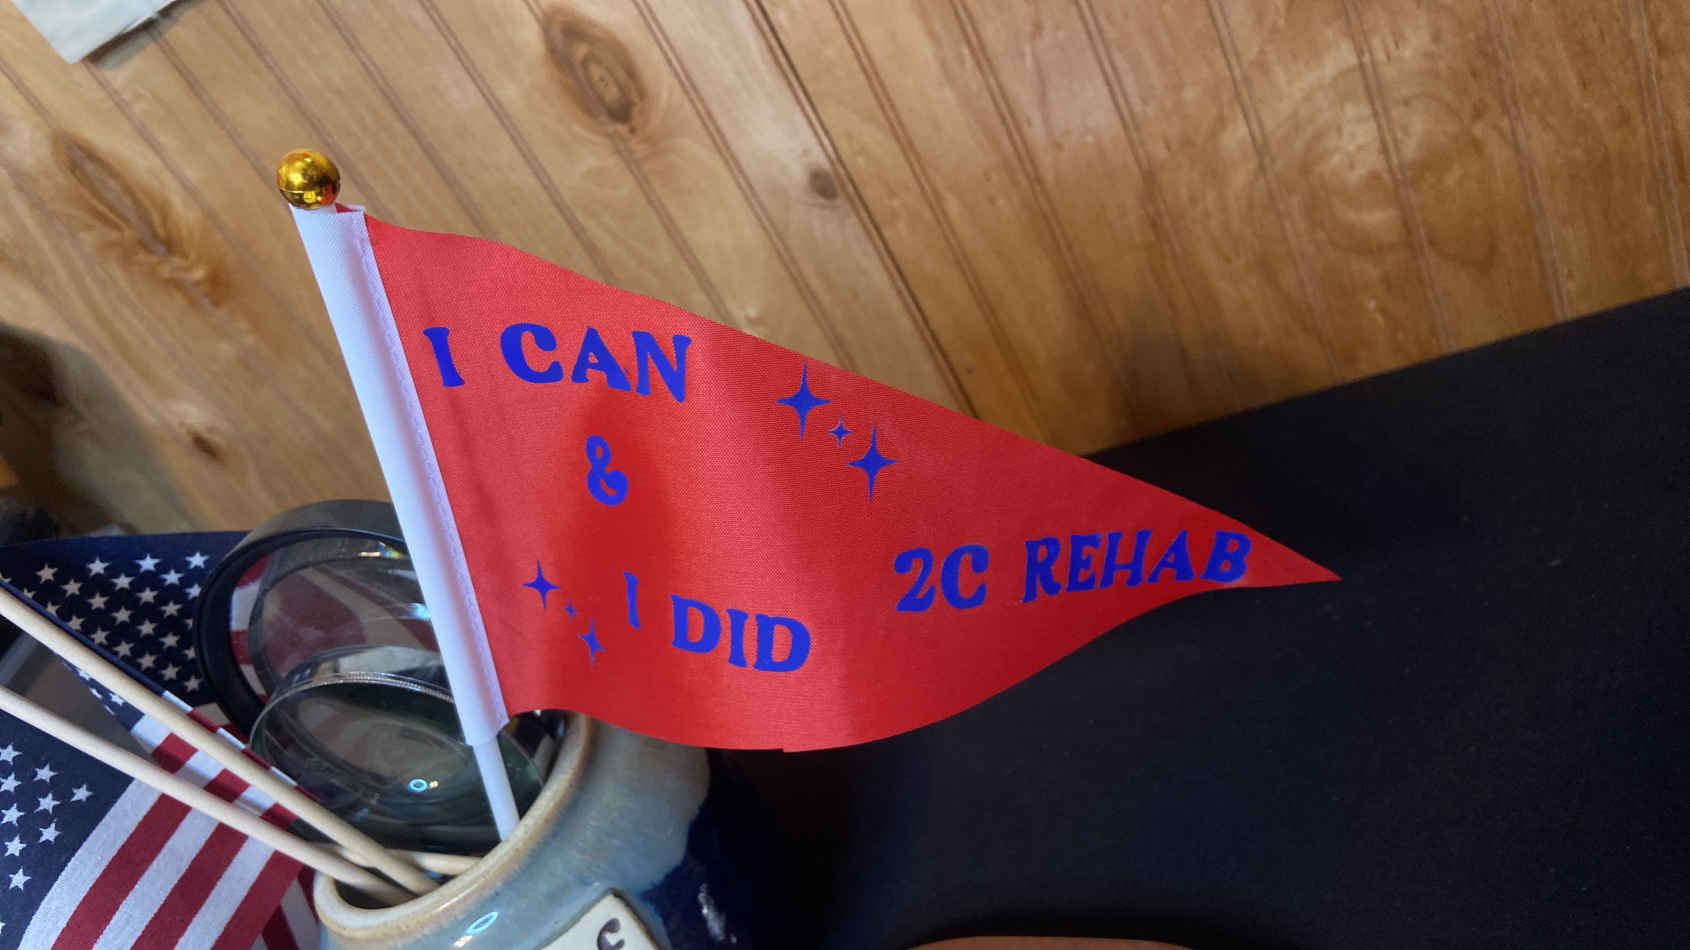 I CAN
&
I DID
2C REHAB